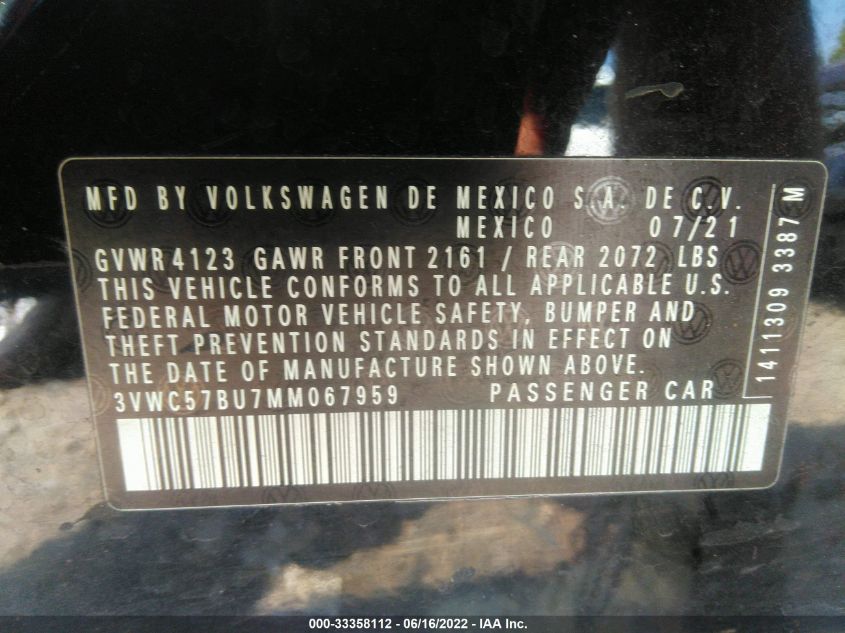 MFD BY VOLKSWAGEN DE MEXICO S.A. DE C.V.
MEXICO 07/21
GVWR 4123 GAWR FRONT 2161 / REAR 2072 LBS
THIS VEHICLE CONFORMS TO ALL APPLICABLE U.S.
FEDERAL MOTOR VEHICLE SAFETY, BUMPER AND
THEFT PREVENTION STANDARDS IN EFFECT ON
THE DATE OF MANUFACTURE SHOWN ABOVE.
3VWC57BU7MM067959 PASSENGER CAR
1411309 3387 M
000-33358112 - 06/16/2022 - IAA Inc.